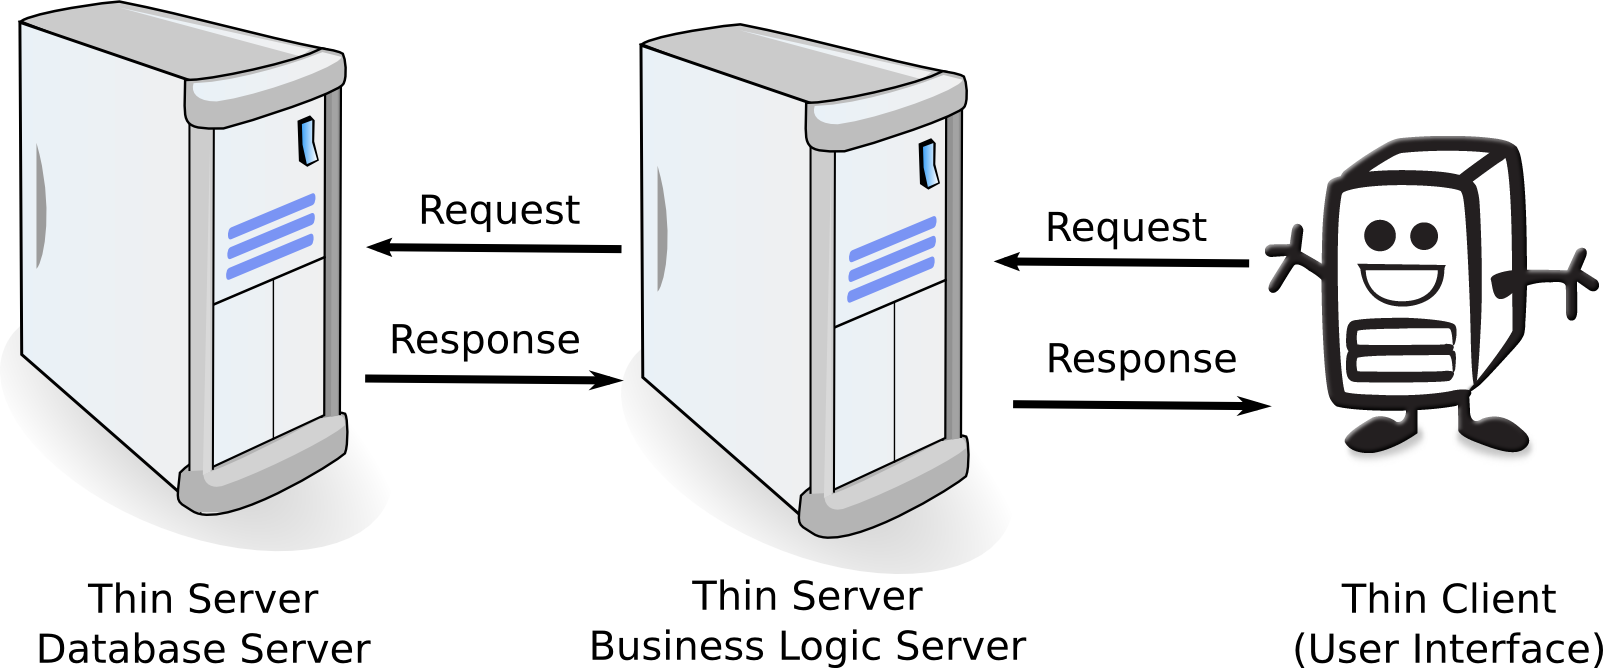 Request
Response
Request
Response
Thin Server
Database Server
Thin Server
Business Logic Server
Thin Client
(User Interface)